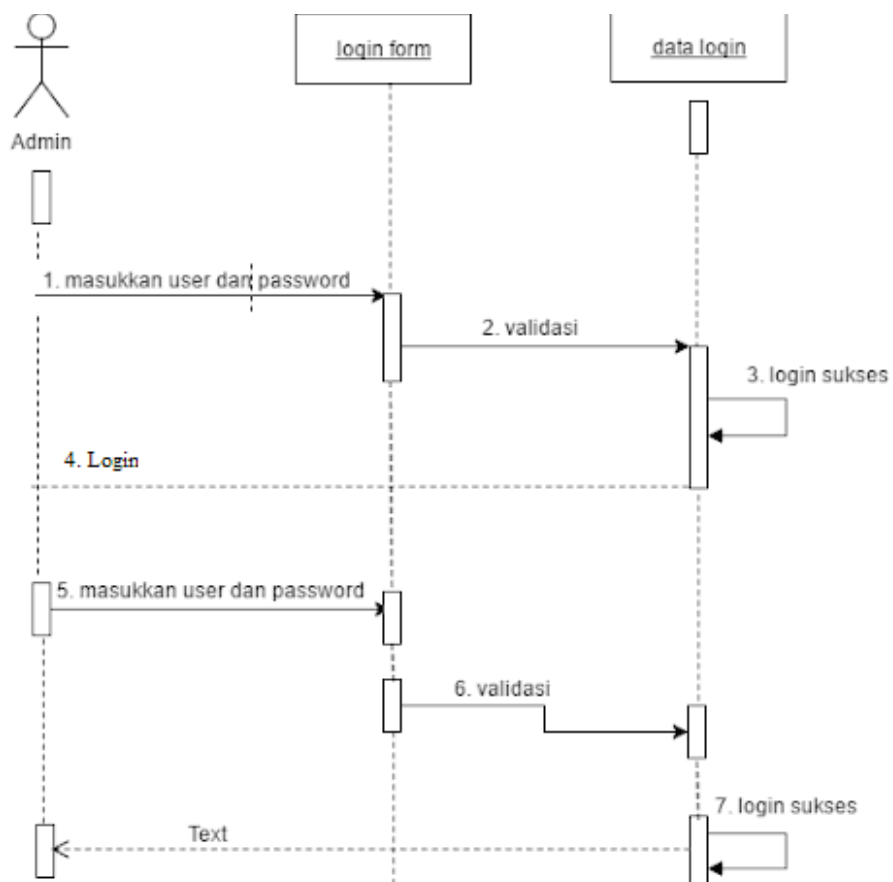 login form
data login
Admin
1. masukkan user dan password
2. validasi
3. login sukses
4. Login
5. masukkan user dan password
6. validasi
7. login sukses
Text